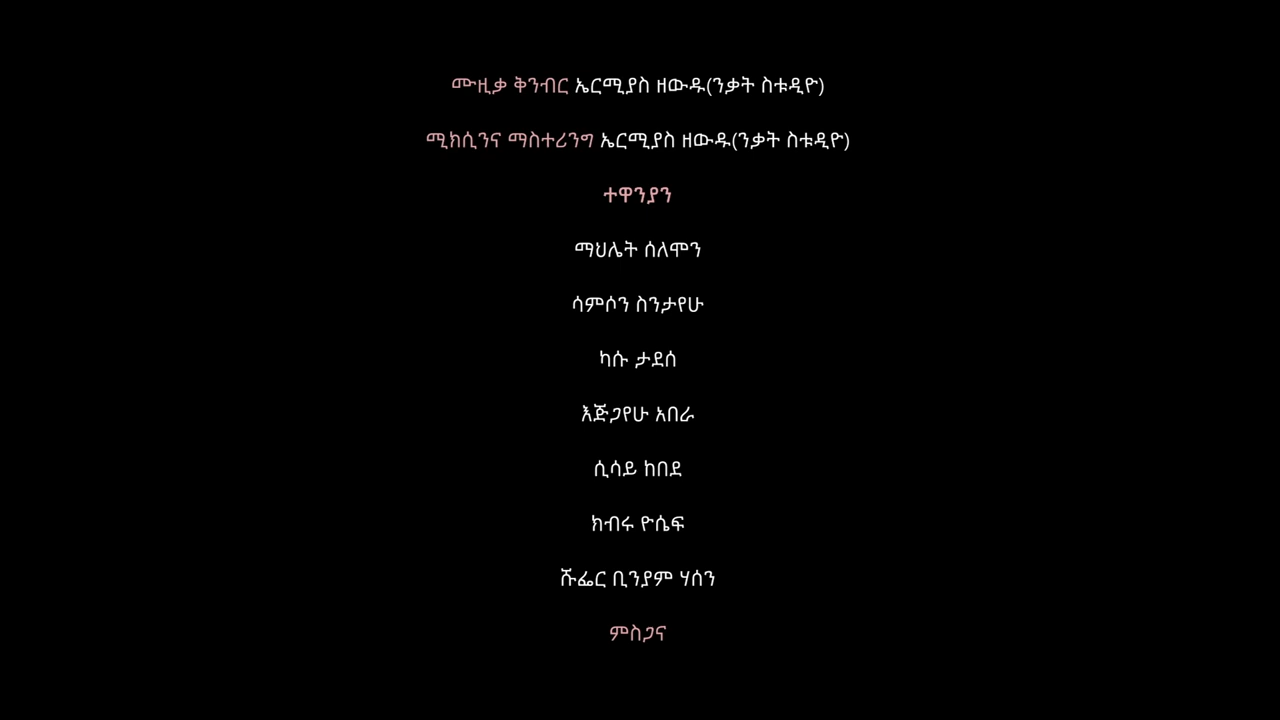 ሙዚቃ ቅንብር ኤርሚያስ ዘውዱ(ንቃት ስቱዲዮ)
ሚክሲንና ማስተሪንግ ኤርሚያስ ዘውዱ(ንቃት ስቱዲዮ)
ተዋንያን
ማህሌት ሰለሞን
ሳምሶን ስንታየሁ
ካሱ ታደሰ
እጅጋየሁ አበራ
ሲሳይ ከበደ
ክብሩ ዮሴፍ
ሹፌር ቢንያም ሃሰን
ምስጋና